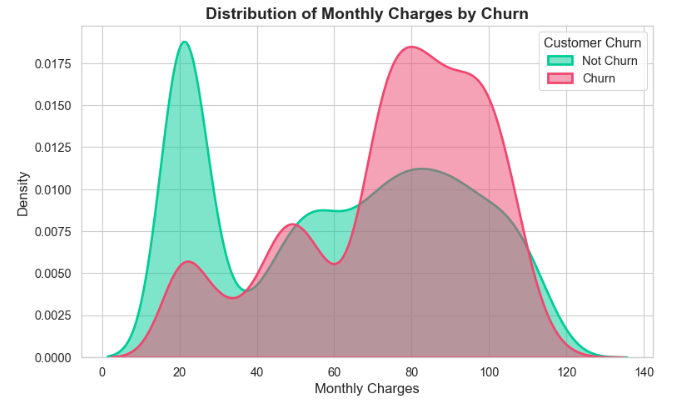 Distribution of Monthly Charges by Churn
Customer Churn
Not Churn
Churn
Density
0.0175
0.0150
0.0125
0.0100
0.0075
0.0050
0.0025
0.0000
0 20 40 60 80 100 120 140
Monthly Charges